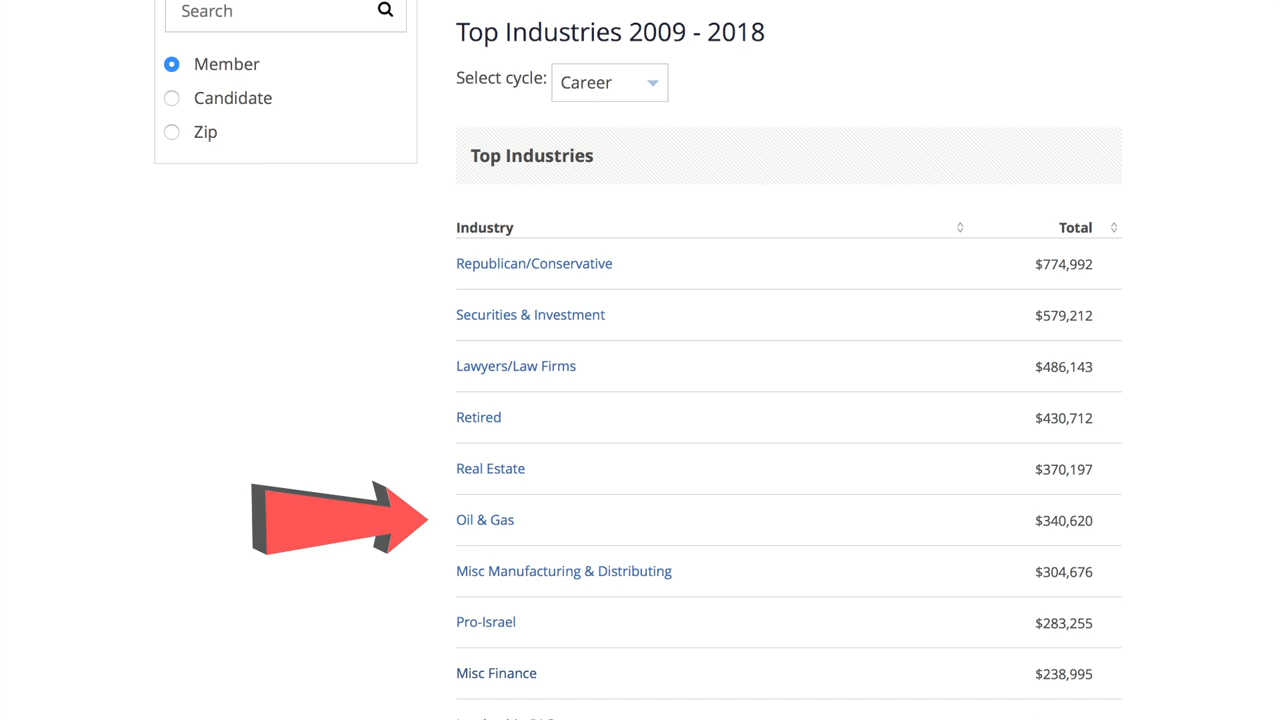 Search
Member
Candidate
Zip
Top Industries 2009 - 2018
Select cycle: Career
Top Industries
Industry Total
Republican/Conservative $774,992
Securities & Investment $579,212
Lawyers/Law Firms $486,143
Retired $430,712
Real Estate $370,197
Oil & Gas $340,620
Misc Manufacturing & Distributing $304,676
Pro-Israel $283,255
Misc Finance $238,995